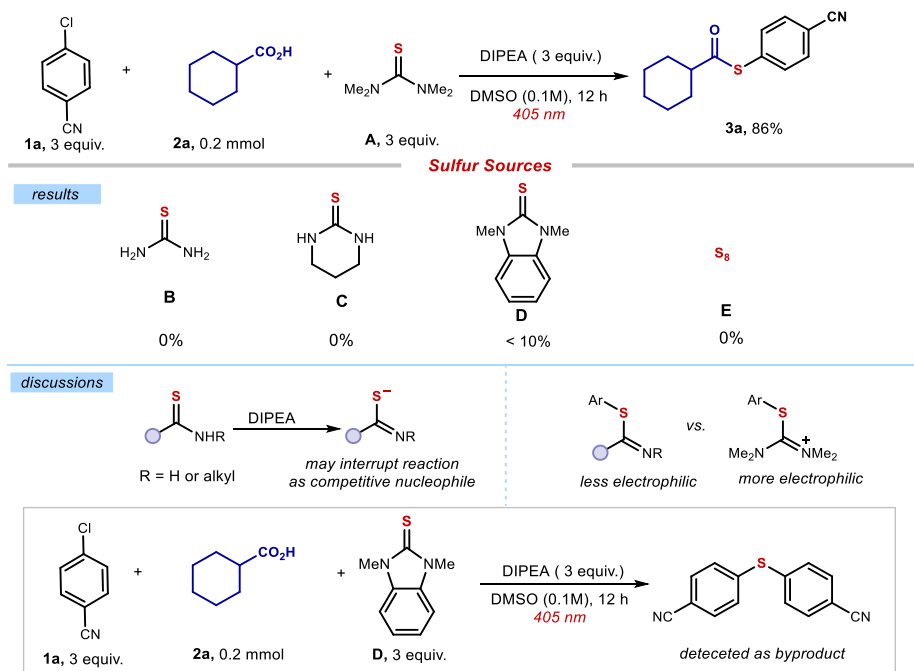 Cl
CN
1a, 3 equiv.
+
CO2H
2a, 0.2 mmol
+
S
NMe2 NMe2
A, 3 equiv.
DIPEA ( 3 equiv.)
DMSO (0.1M), 12 h
405 nm
O
S
CN
3a, 86%
Sulfur Sources
results
S
H2N NH2
B
0%
S
HN NH
C
0%
S
MeN NMe
D
< 10%
S8
E
0%
discussions
S
NHR
R = H or alkyl
DIPEA
S−
NR
may interrupt reaction
as competitive nucleophile
Ar
S
NR
less electrophilic
vs.
Ar
S
+
Me2N NMe2
more electrophilic
Cl
CN
1a, 3 equiv.
+
CO2H
2a, 0.2 mmol
+
S
MeN NMe
D, 3 equiv.
DIPEA ( 3 equiv.)
DMSO (0.1M), 12 h
405 nm
S
CN CN
deteceted as byproduct